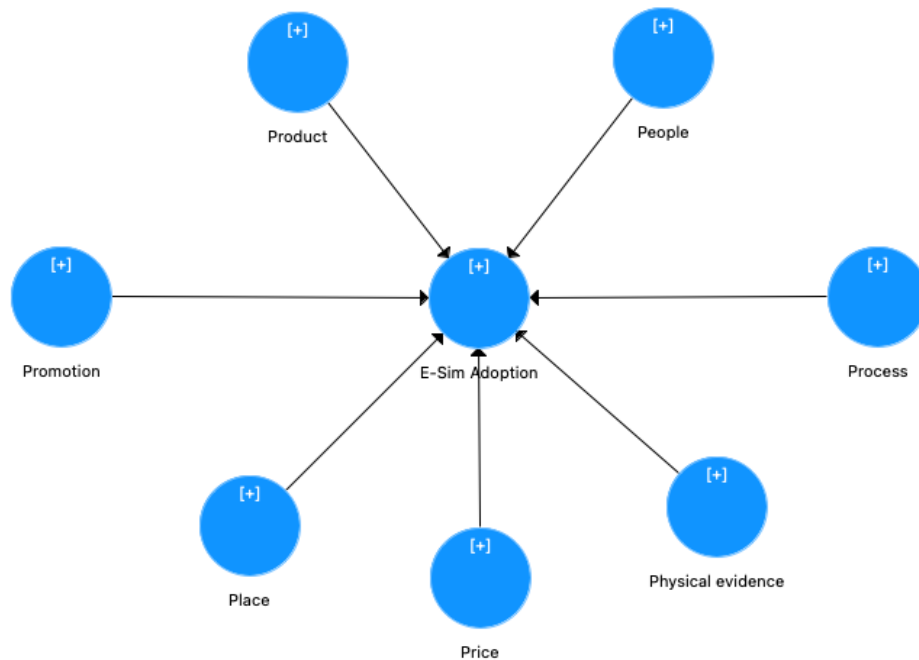 [+]
[+]
Product
People
[+]
[+]
[+]
Promotion
E-Sim Adoption
Process
[+]
[+]
[+]
Physical evidence
Place
Price